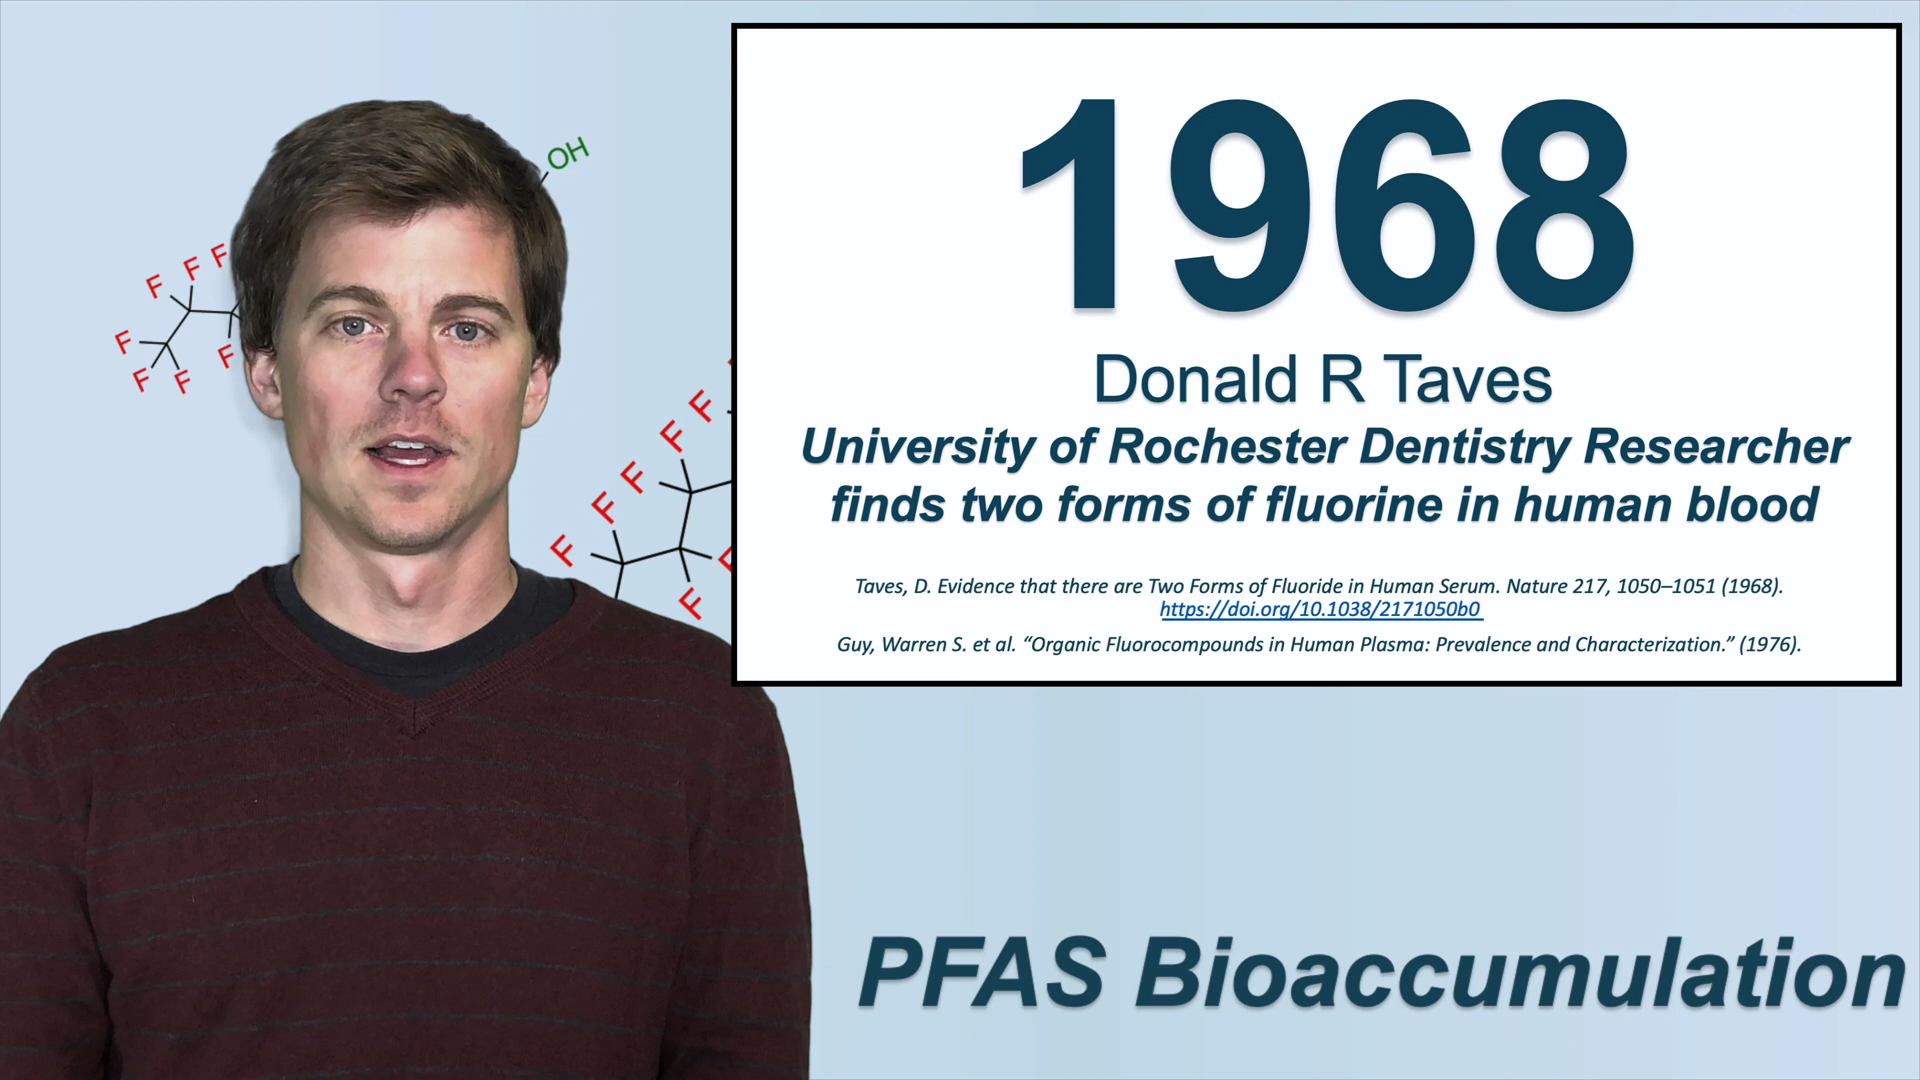 1968
Donald R Taves
University of Rochester Dentistry Researcher
finds two forms of fluorine in human blood
Taves, D. Evidence that there are Two Forms of Fluoride in Human Serum. Nature 217, 1050–1051 (1968).
https://doi.org/10.1038/2171050b0
Guy, Warren S. et al. “Organic Fluorocompounds in Human Plasma: Prevalence and Characterization.” (1976).
OH
F F F
F
F F F
F F
F F
F
F
F
PFAS Bioaccumulation